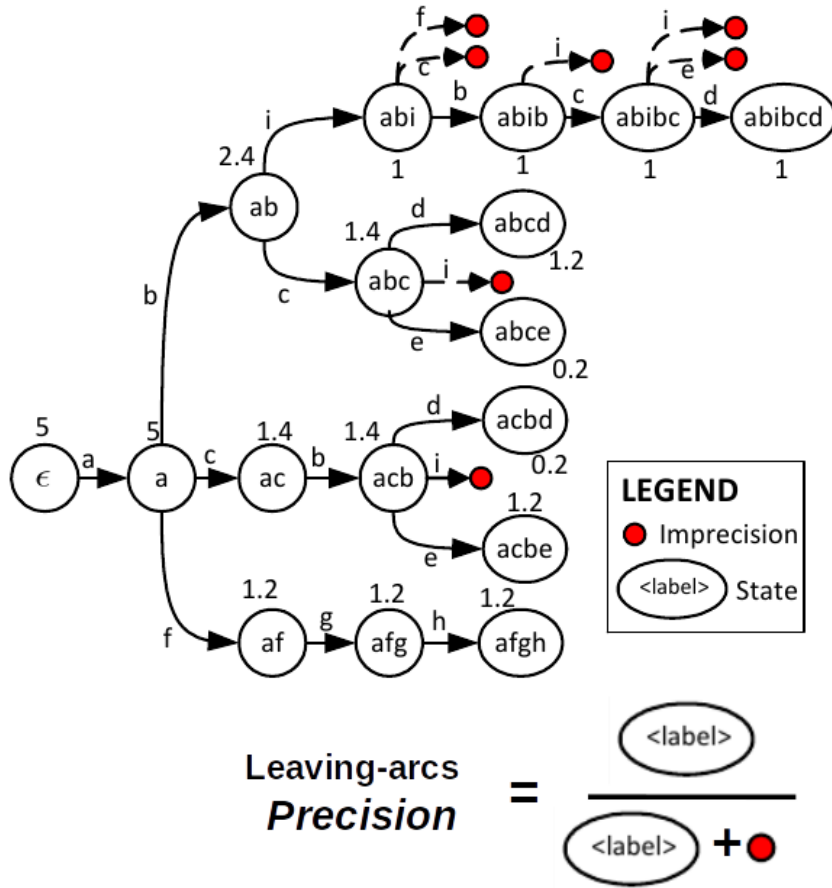 f
i
c
i
e
i
b
c
d
abi
abib
abibc
abibcd
2.4
1
1
1
1
ab
d
abcd
1.4
1.2
abc
i
b
c
e
abce
0.2
d
acbd
5
5
1.4
1.4
0.2
ϵ
a
a
c
ac
b
acb
i
1.2
e
acbe
1.2
1.2
1.2
f
af
g
afg
h
afgh
LEGEND
Imprecision
<label>
State
<label>
Leaving-arcs
Precision
=
<label>
+